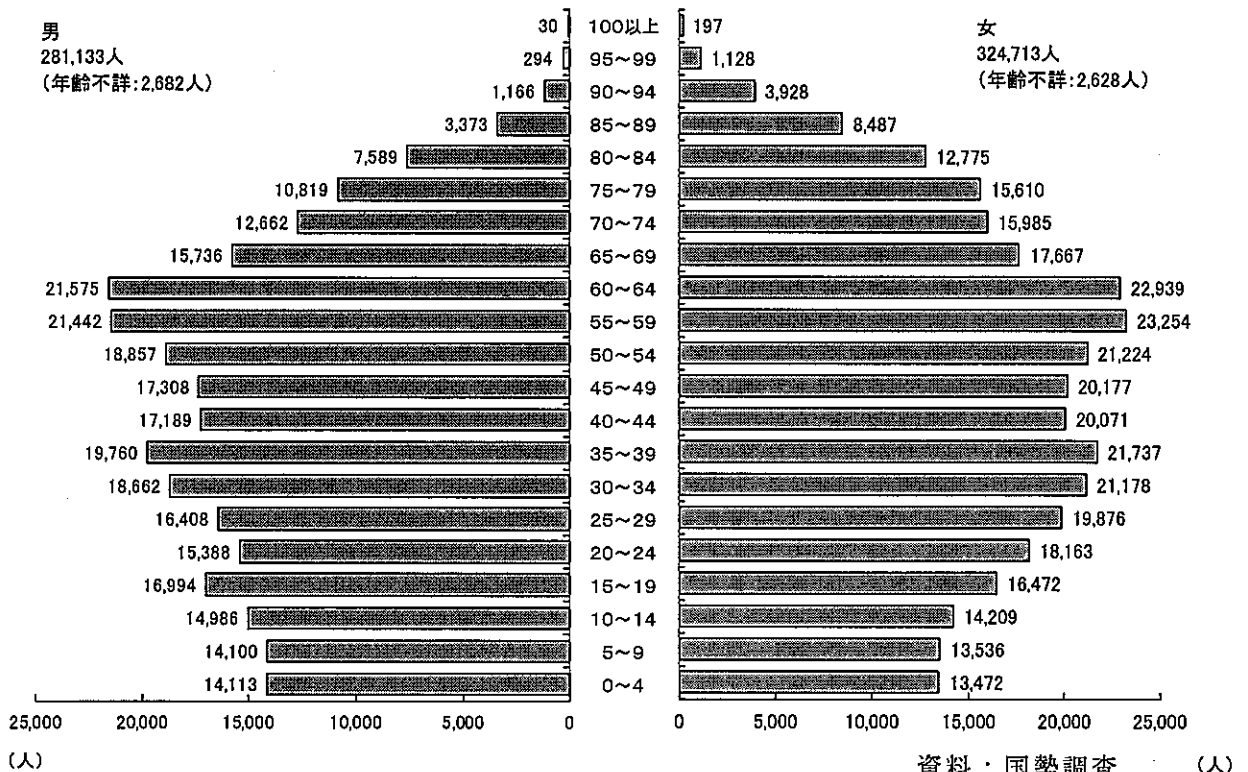 男
281,133人
(年齢不詳:2,682人)
女
324,713人
(年齢不詳:2,628人)
30 100以上 197
294 95～99 1,128
1,166 90～94 3,928
3,373 85～89 8,487
7,589 80～84 12,775
10,819 75～79 15,610
12,662 70～74 15,985
15,736 65～69 17,667
21,575 60～64 22,939
21,442 55～59 23,254
18,857 50～54 21,224
17,308 45～49 20,177
17,189 40～44 20,071
19,760 35～39 21,737
18,662 30～34 21,178
16,408 25～29 19,876
15,388 20～24 18,163
16,994 15～19 16,472
14,986 10～14 14,209
14,100 5～9 13,536
14,113 0～4 13,472
25,000 20,000 15,000 10,000 5,000 0 0 5,000 10,000 15,000 20,000 25,000
(人) 資料・国勢調査 (人)